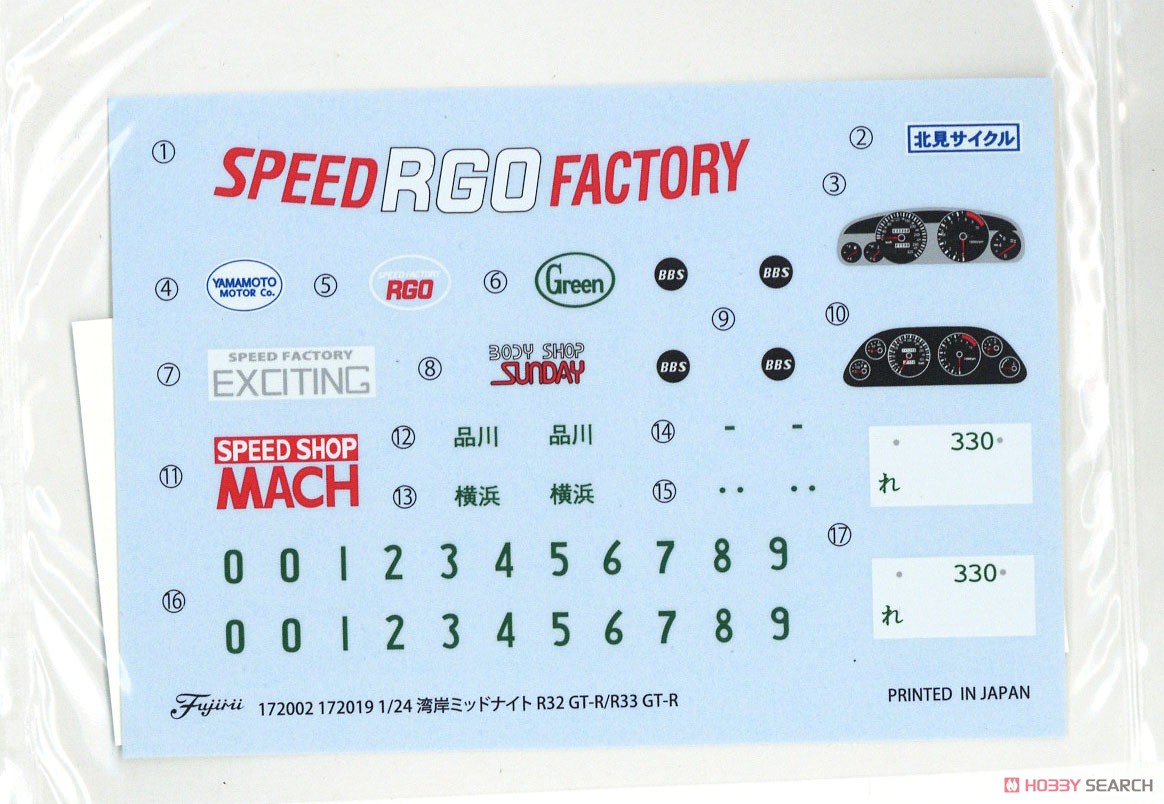 ①
SPEED RGO FACTORY
②
北見サイクル
③
④
YAMAMOTO
MOTOR Co.
⑤
SPEED FACTORY
RGO
⑥
Green
BBS
BBS
⑦
SPEED FACTORY
EXCITING
⑧
BODY SHOP
SUNDAY
⑨
BBS
BBS
⑩
⑪
SPEED SHOP
MACH
⑫
品川 品川
⑬
横浜 横浜
⑭
- -
⑮
・・ ・・
330
れ
⑯
0 0 1 2 3 4 5 6 7 8 9
0 0 1 2 3 4 5 6 7 8 9
⑰
330
れ
Fujimi 172002 172019 1/24 湾岸ミッドナイト R32 GT-R/R33 GT-R
PRINTED IN JAPAN
HOBBY SEARCH